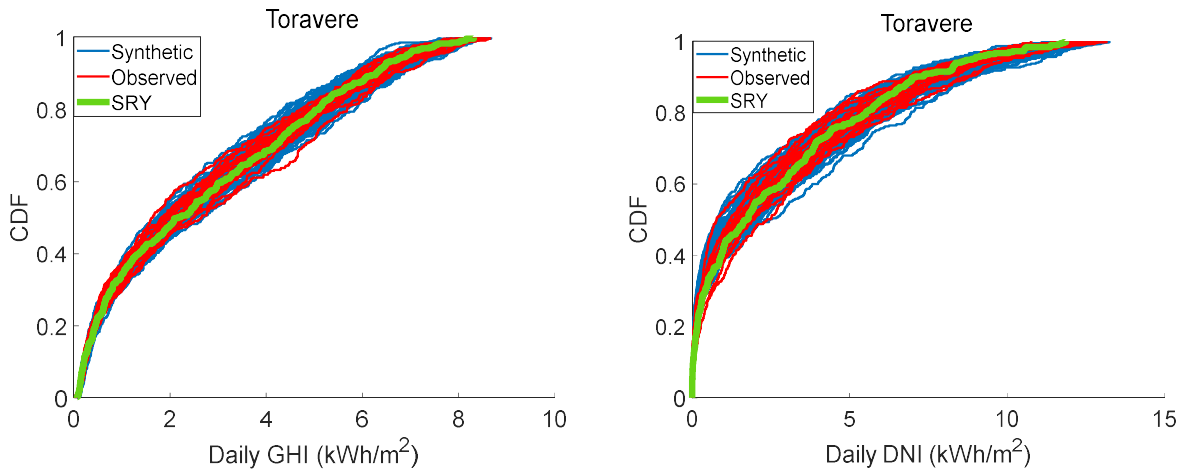 Toravere
1
0.8
0.6
0.4
0.2
0
CDF
Synthetic
Observed
SRY
0 2 4 6 8 10
Daily GHI (kWh/m²)
Toravere
1
0.8
0.6
0.4
0.2
0
CDF
Synthetic
Observed
SRY
0 5 10 15
Daily DNI (kWh/m²)